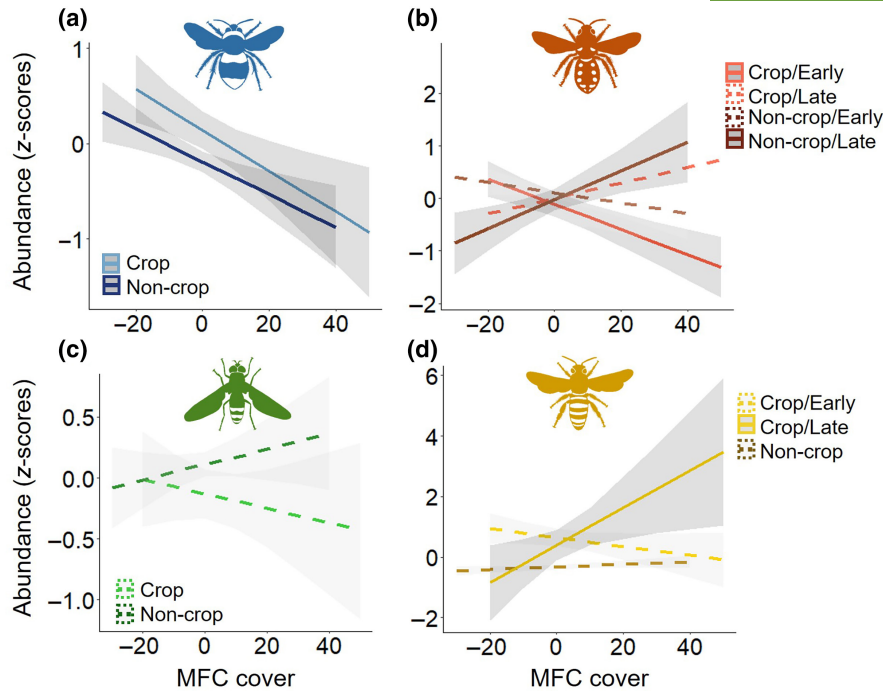 (a)
Abundance (z-scores)
1
0
−1
−20
0
20
40
Crop
Non-crop
(b)
2
1
0
−1
−2
−20
0
20
40
Crop/Early
Crop/Late
Non-crop/Early
Non-crop/Late
(c)
Abundance (z-scores)
0.5
0.0
−0.5
−1.0
−20
0
20
40
MFC cover
Crop
Non-crop
(d)
6
4
2
0
−2
−20
0
20
40
MFC cover
Crop/Early
Crop/Late
Non-crop